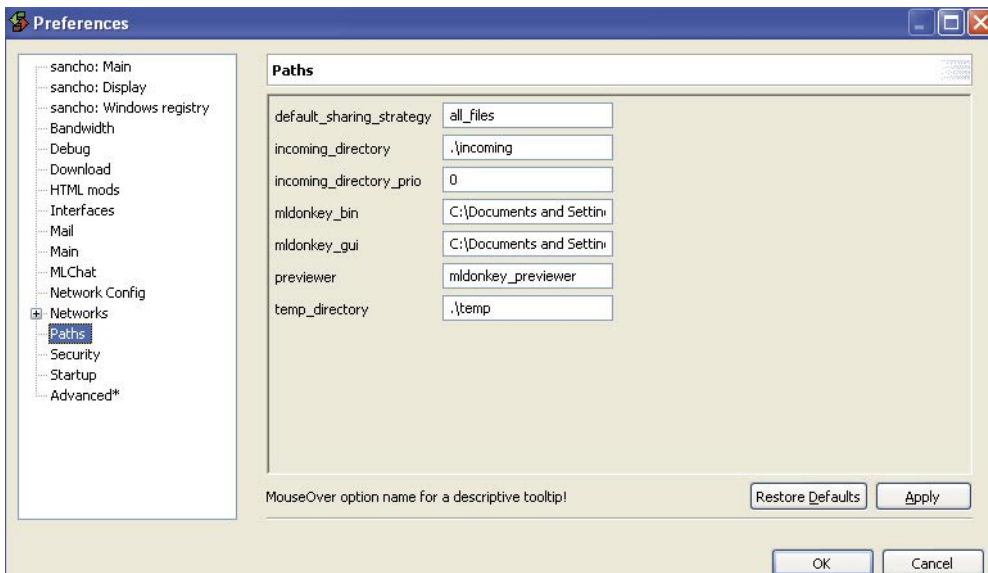 Preferences
sancho: Main
sancho: Display
sancho: Windows registry
Bandwidth
Debug
Download
HTML mods
Interfaces
Mail
Main
MLChat
Network Config
Networks
Paths
Security
Startup
Advanced*
Paths
default_sharing_strategy all_files
incoming_directory .\incoming
incoming_directory_prio 0
mldonkey_bin C:\Documents and Settin
mldonkey_gui C:\Documents and Settin
previewer mldonkey_previewer
temp_directory .\temp
MouseOver option name for a descriptive tooltip!
Restore Defaults Apply
OK Cancel